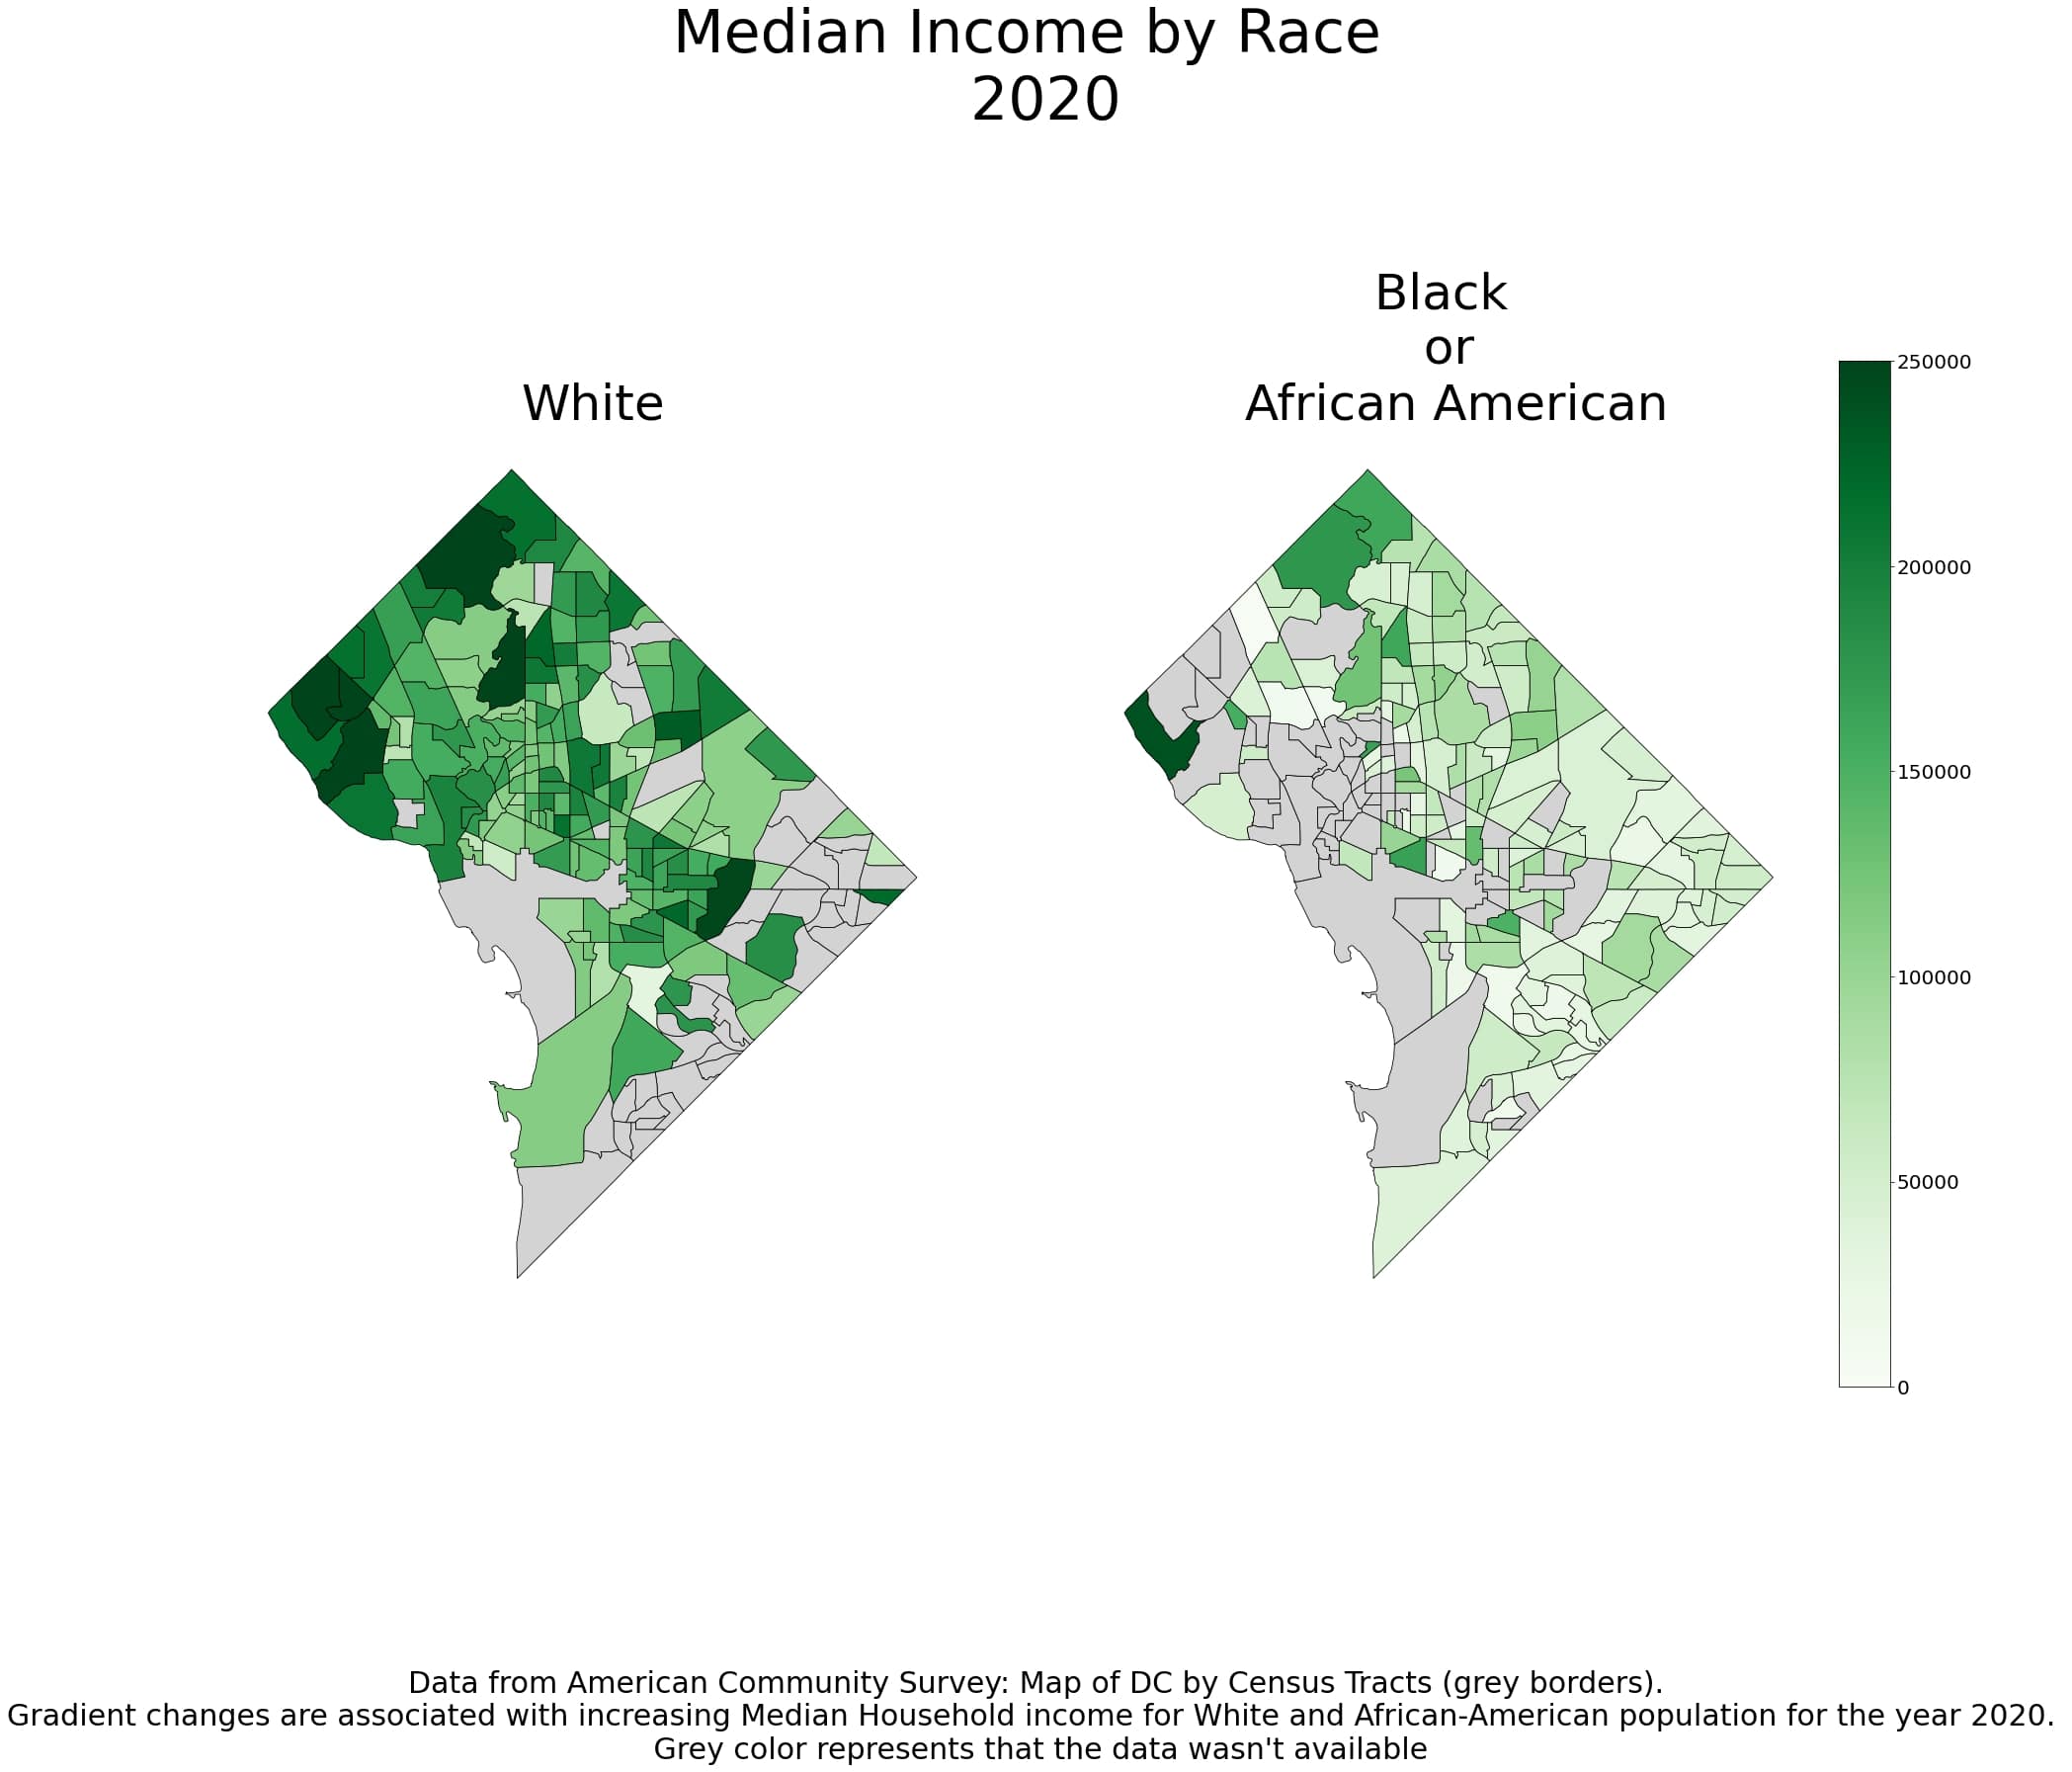 Median Income by Race
2020
White
Black
or
African American
250000
200000
150000
100000
50000
0
Data from American Community Survey: Map of DC by Census Tracts (grey borders).
Gradient changes are associated with increasing Median Household income for White and African-American population for the year 2020.
Grey color represents that the data wasn't available